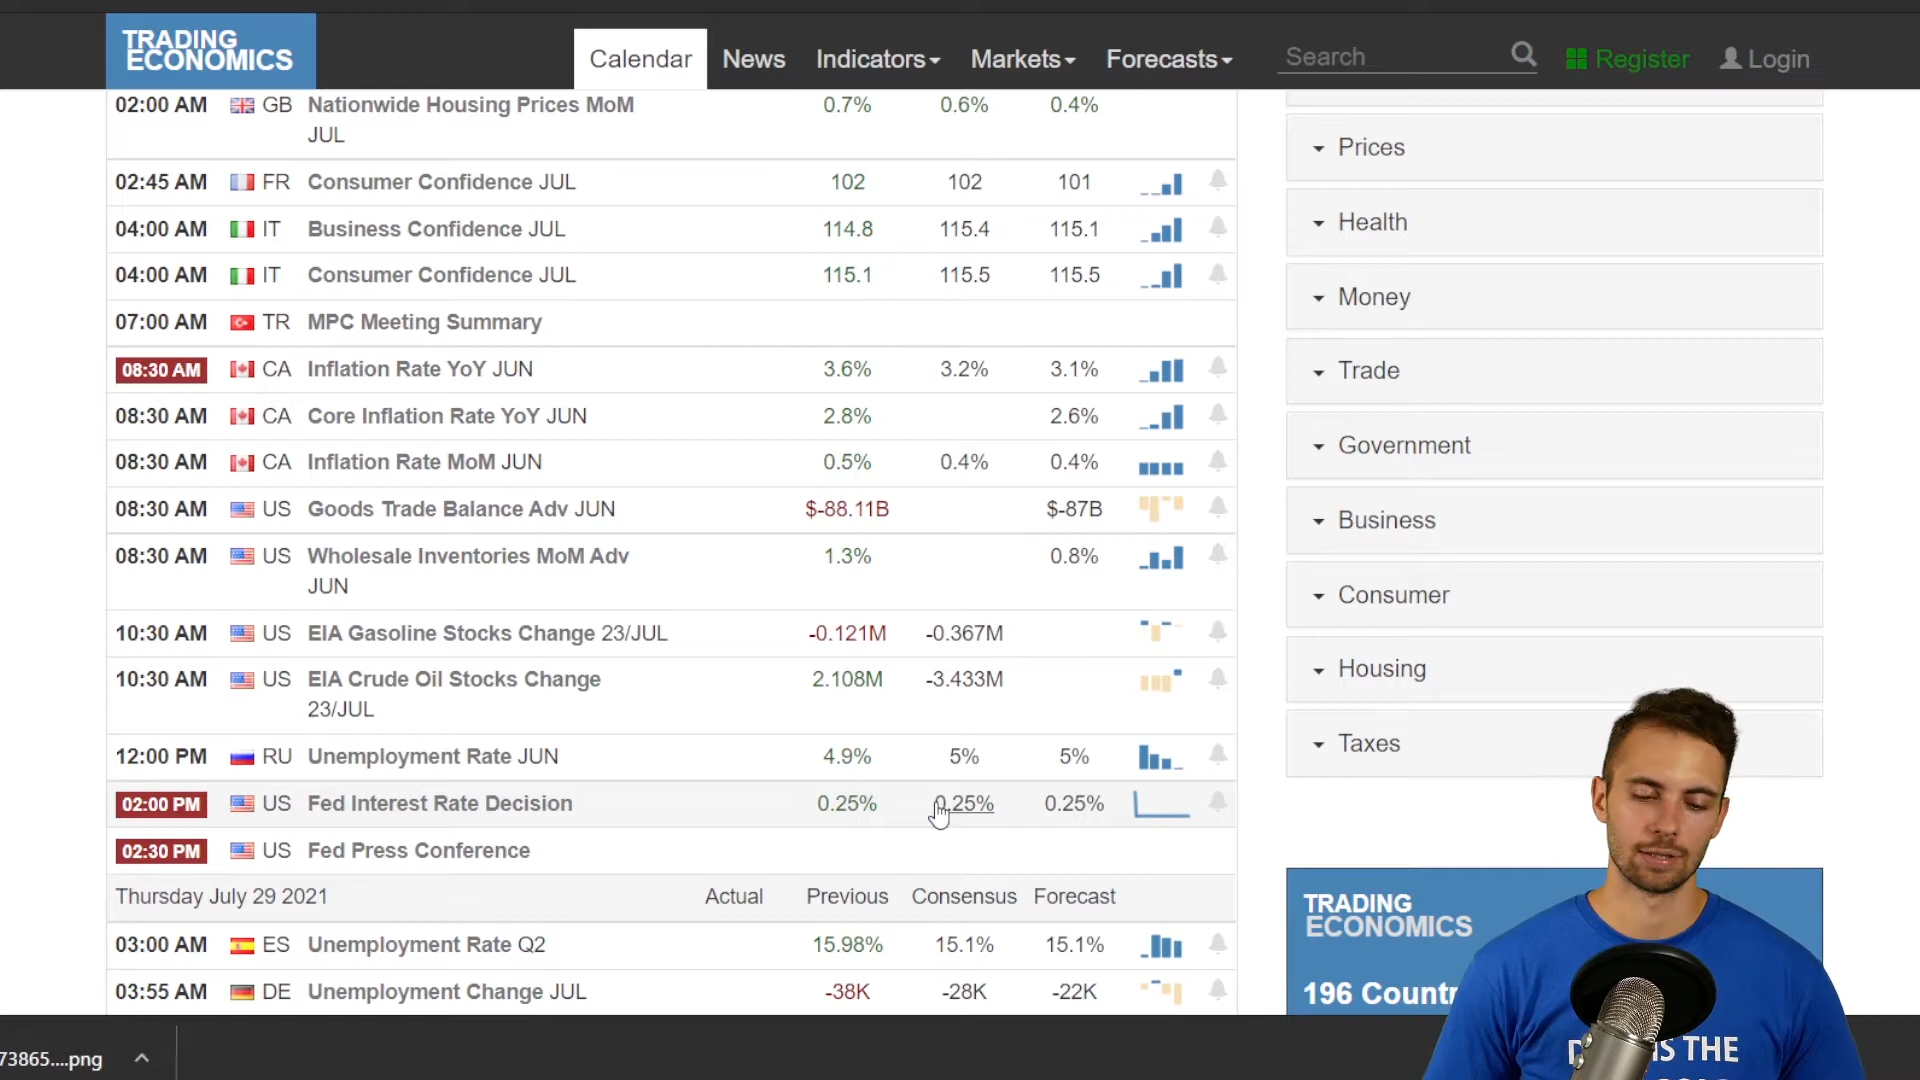 TRADING
ECONOMICS
Calendar
News
Indicators
Markets
Forecasts
Search
Register
Login
02:00 AM GB Nationwide Housing Prices MoM 0.7% 0.6% 0.4%
JUL
02:45 AM FR Consumer Confidence JUL 102 102 101
04:00 AM IT Business Confidence JUL 114.8 115.4 115.1
04:00 AM IT Consumer Confidence JUL 115.1 115.5 115.5
07:00 AM TR MPC Meeting Summary
08:30 AM CA Inflation Rate YoY JUN 3.6% 3.2% 3.1%
08:30 AM CA Core Inflation Rate YoY JUN 2.8% 2.6%
08:30 AM CA Inflation Rate MoM JUN 0.5% 0.4% 0.4%
08:30 AM US Goods Trade Balance Adv JUN $-88.11B $-87B
08:30 AM US Wholesale Inventories MoM Adv 1.3% 0.8%
JUN
10:30 AM US EIA Gasoline Stocks Change 23/JUL -0.121M -0.367M
10:30 AM US EIA Crude Oil Stocks Change 2.108M -3.433M
23/JUL
12:00 PM RU Unemployment Rate JUN 4.9% 5% 5%
02:00 PM US Fed Interest Rate Decision 0.25% 0.25% 0.25%
02:30 PM US Fed Press Conference
Thursday July 29 2021 Actual Previous Consensus Forecast
03:00 AM ES Unemployment Rate Q2 15.98% 15.1% 15.1%
03:55 AM DE Unemployment Change JUL -38K -28K -22K
Prices
Health
Money
Trade
Government
Business
Consumer
Housing
Taxes
TRADING
ECONOMICS
196 Countr
IS THE
73865....png